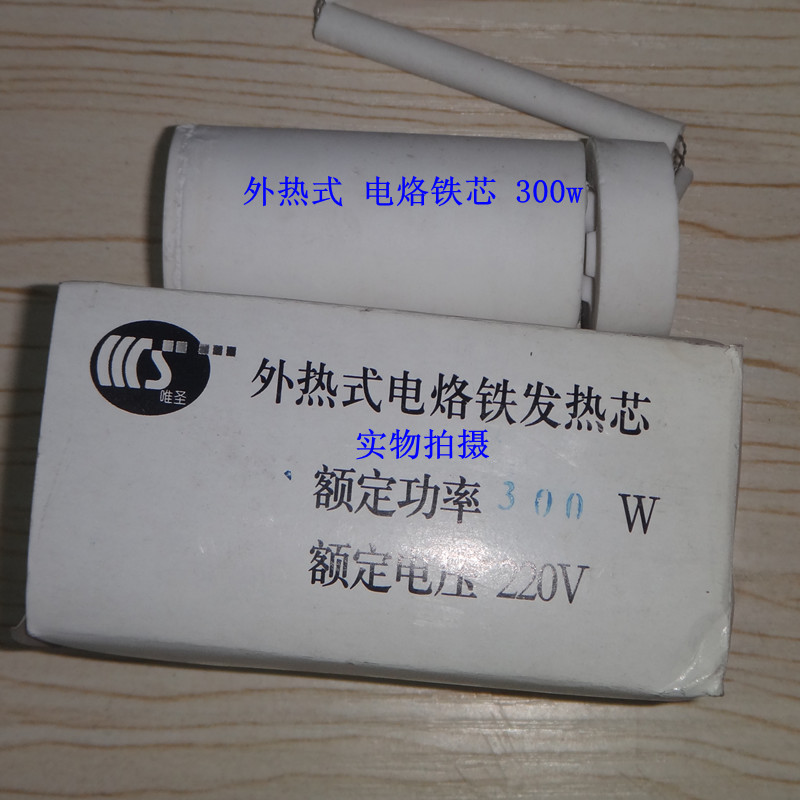 外热式 电烙铁芯 300w
唯圣
外热式电烙铁发热芯
实物拍摄
额定功率 300 W
额定电压 220V